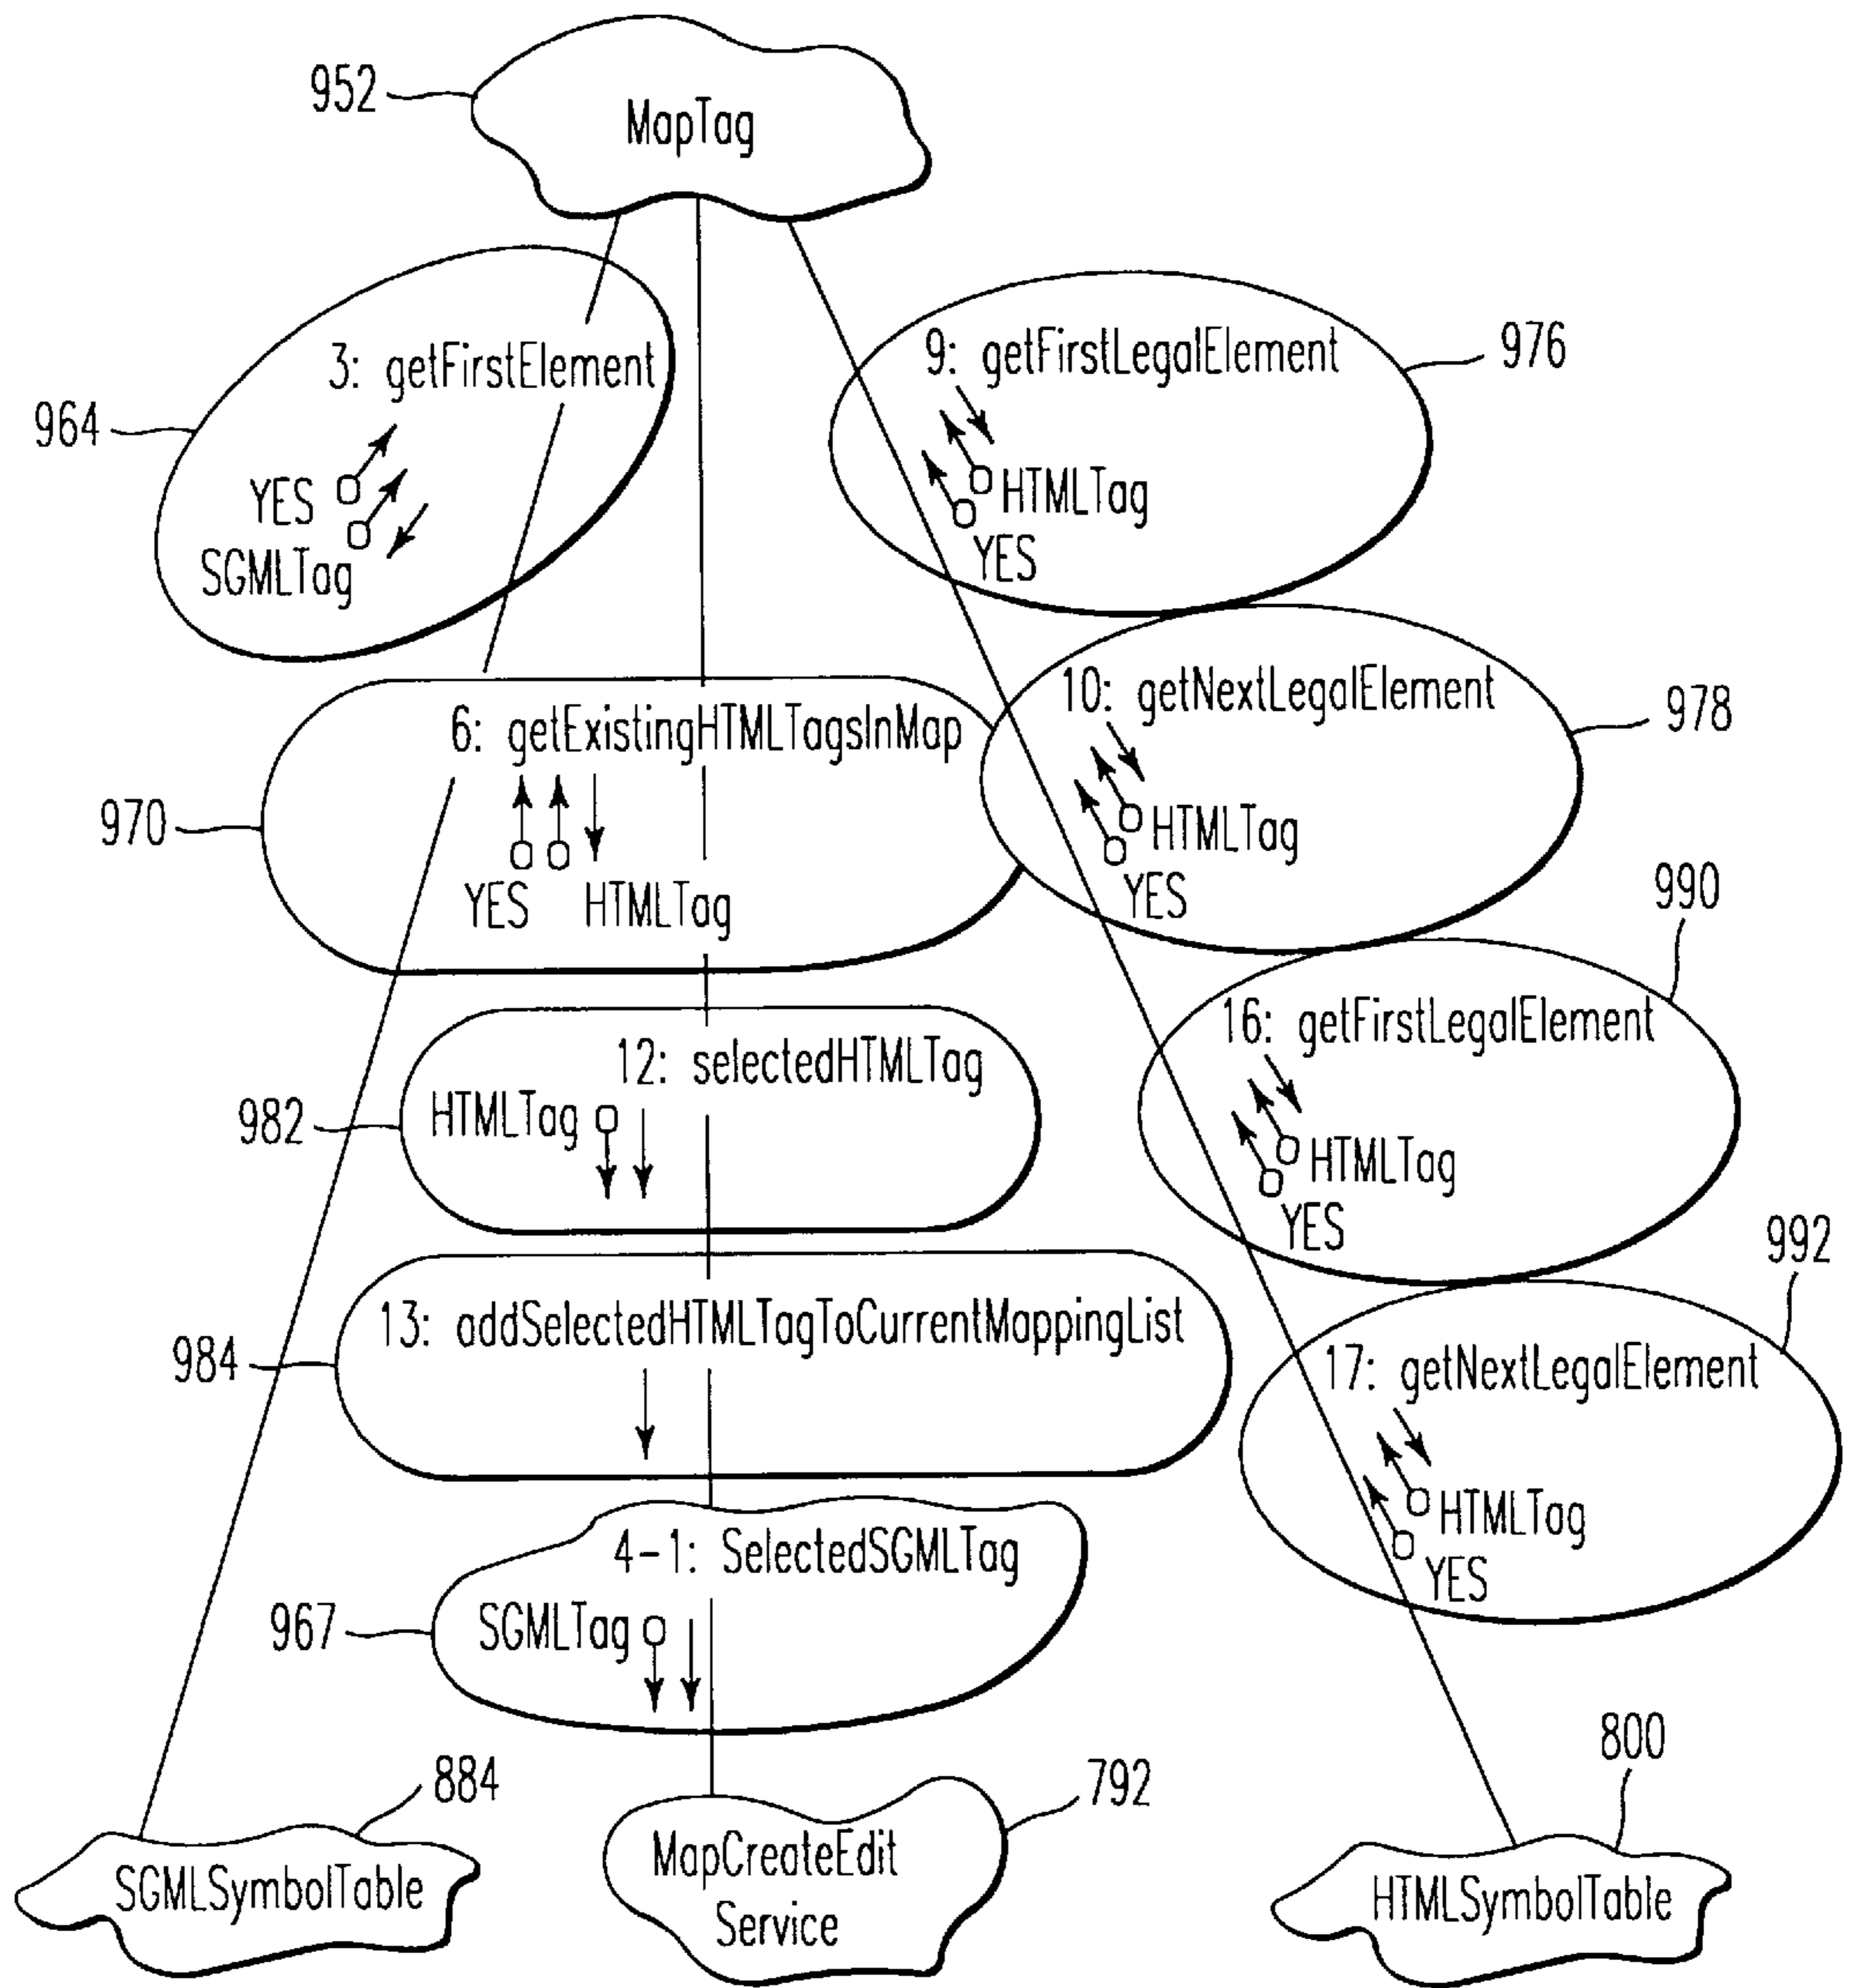 952
MapTag
3: getFirstElement
964
YES
SGMLTag
9: getFirstLegalElement
976
HTMLTag
YES
6: getExistingHTMLTagsInMap
970
YES HTMLTag
10: getNextLegalElement
978
HTMLTag
YES
990
12: selectedHTMLTag
982
HTMLTag
16: getFirstLegalElement
HTMLTag
YES
992
13: addSelectedHTMLTagToCurrentMappingList
984
17: getNextLegalElement
HTMLTag
YES
4-1: SelectedSGMLTag
967
SGMLTag
884
SGMLSymbolTable
792
MapCreateEdit
Service
800
HTMLSymbolTable